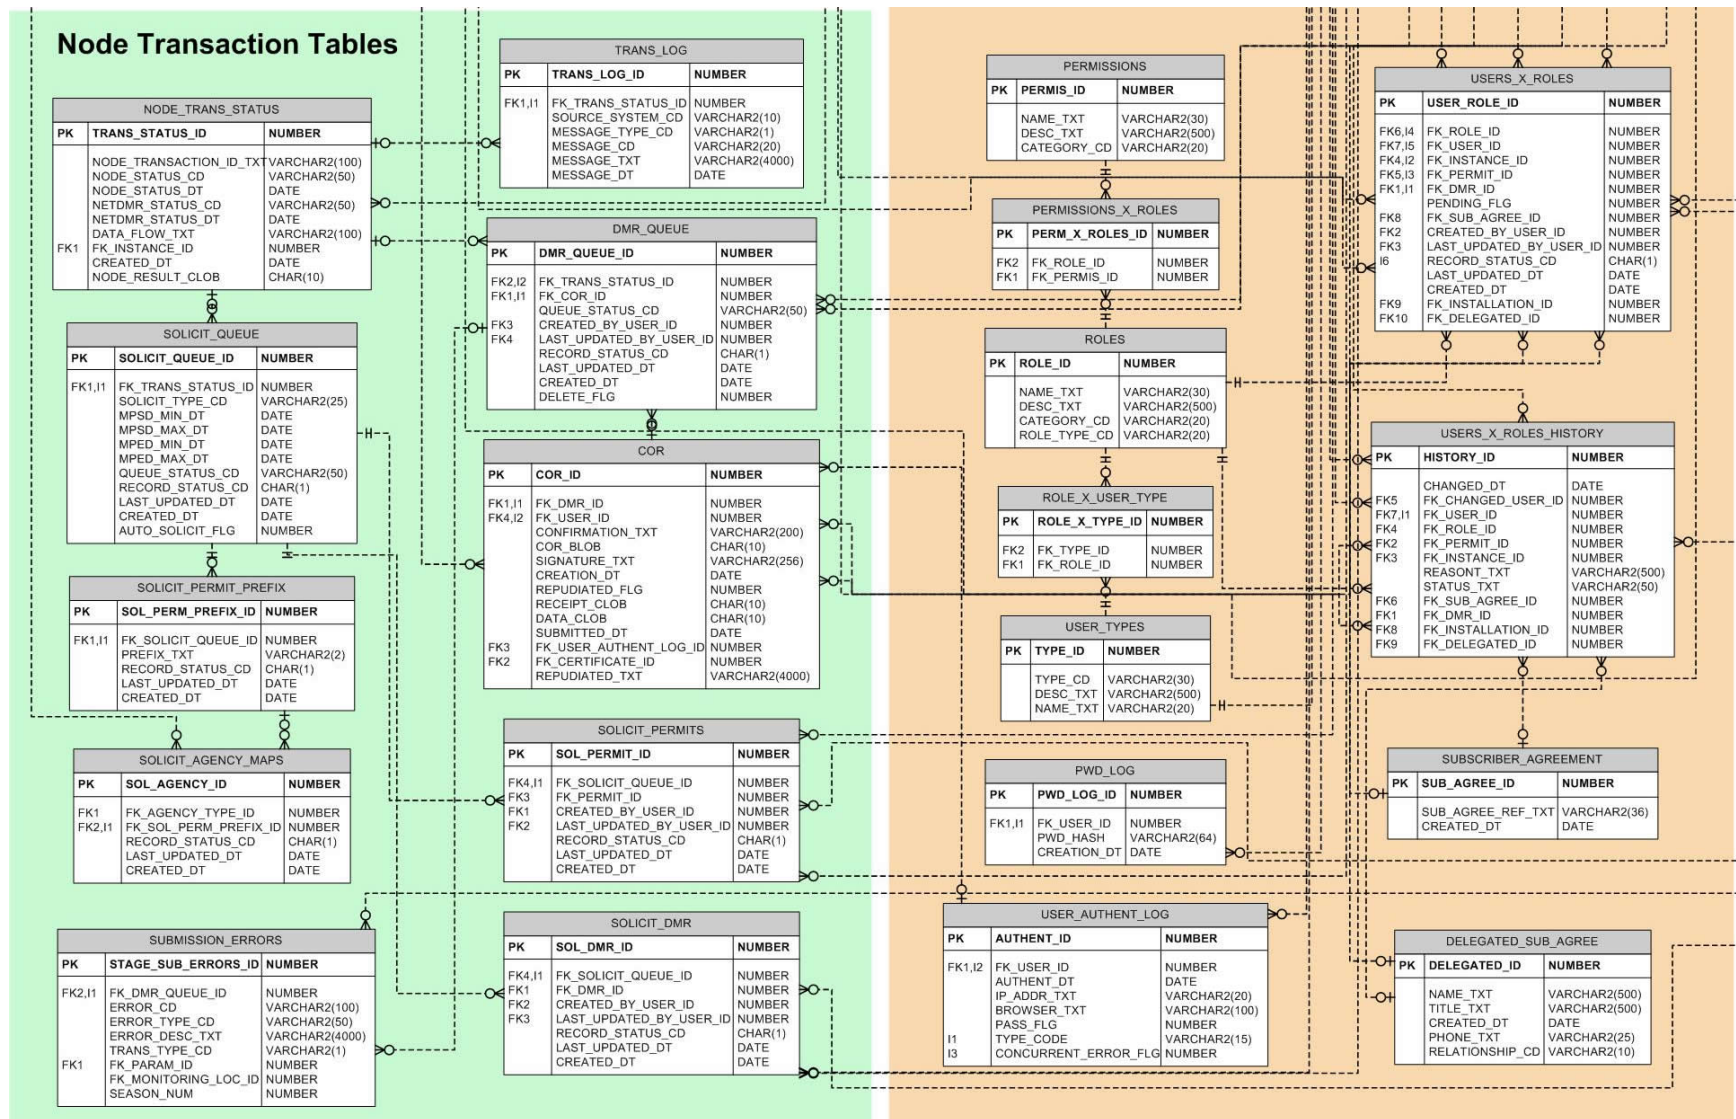 Node Transaction Tables
NODE_TRANS_STATUS
PK TRANS_STATUS_ID NUMBER
NODE_TRANSACTION_ID_TXT VARCHAR2(100)
NODE_STATUS_CD VARCHAR2(50)
NODE_STATUS_DT DATE
NETDMR_STATUS_CD VARCHAR2(50)
NETDMR_STATUS_DT DATE
DATA_FLOW_TXT VARCHAR2(100)
FK1 FK_INSTANCE_ID NUMBER
CREATED_DT DATE
NODE_RESULT_CLOB CHAR(10)
SOLICIT_QUEUE
PK SOLICIT_QUEUE_ID NUMBER
FK1,I1 FK_TRANS_STATUS_ID NUMBER
SOLICIT_TYPE_CD VARCHAR2(25)
MPSD_MIN_DT DATE
MPSD_MAX_DT DATE
MPED_MIN_DT DATE
MPED_MAX_DT DATE
QUEUE_STATUS_CD VARCHAR2(50)
RECORD_STATUS_CD CHAR(1)
LAST_UPDATED_DT DATE
CREATED_DT DATE
AUTO_SOLICIT_FLG NUMBER
SOLICIT_PERMIT_PREFIX
PK SOL_PERM_PREFIX_ID NUMBER
FK1,I1 FK_SOLICIT_QUEUE_ID NUMBER
PREFIX_TXT VARCHAR2(2)
RECORD_STATUS_CD CHAR(1)
LAST_UPDATED_DT DATE
CREATED_DT DATE
SOLICIT_AGENCY_MAPS
PK SOL_AGENCY_ID NUMBER
FK1 FK_AGENCY_TYPE_ID NUMBER
FK2,I1 FK_SOL_PERM_PREFIX_ID NUMBER
RECORD_STATUS_CD CHAR(1)
LAST_UPDATED_DT DATE
CREATED_DT DATE
SUBMISSION_ERRORS
PK STAGE_SUB_ERRORS_ID NUMBER
FK2,I1 FK_DMR_QUEUE_ID NUMBER
ERROR_CD VARCHAR2(100)
ERROR_TYPE_CD VARCHAR2(50)
ERROR_DESC_TXT VARCHAR2(4000)
TRANS_TYPE_CD VARCHAR2(1)
FK1 FK_PARAM_ID NUMBER
FK_MONITORING_LOC_ID NUMBER
SEASON_NUM NUMBER
TRANS_LOG
PK TRANS_LOG_ID NUMBER
FK1,I1 FK_TRANS_STATUS_ID NUMBER
SOURCE_SYSTEM_CD VARCHAR2(10)
MESSAGE_TYPE_CD VARCHAR2(1)
MESSAGE_CD VARCHAR2(20)
MESSAGE_TXT VARCHAR2(4000)
MESSAGE_DT DATE
DMR_QUEUE
PK DMR_QUEUE_ID NUMBER
FK2,I2 FK_TRANS_STATUS_ID NUMBER
FK1,I1 FK_COR_ID NUMBER
QUEUE_STATUS_CD VARCHAR2(50)
FK3 CREATED_BY_USER_ID NUMBER
FK4 LAST_UPDATED_BY_USER_ID NUMBER
RECORD_STATUS_CD CHAR(1)
LAST_UPDATED_DT DATE
CREATED_DT DATE
DELETE_FLG NUMBER
COR
PK COR_ID NUMBER
FK1,I1 FK_DMR_ID NUMBER
FK4,I2 FK_USER_ID NUMBER
CONFIRMATION_TXT VARCHAR2(200)
COR_BLOB CHAR(10)
SIGNATURE_TXT VARCHAR2(256)
CREATION_DT DATE
REPUDIATED_FLG NUMBER
RECEIPT_CLOB CHAR(10)
DATA_CLOB CHAR(10)
SUBMITTED_DT DATE
FK3 FK_USER_AUTHENT_LOG_ID NUMBER
FK2 FK_CERTIFICATE_ID NUMBER
REPUDIATED_TXT VARCHAR2(4000)
SOLICIT_PERMITS
PK SOL_PERMIT_ID NUMBER
FK4,I1 FK_SOLICIT_QUEUE_ID NUMBER
FK3 FK_PERMIT_ID NUMBER
FK1 CREATED_BY_USER_ID NUMBER
FK2 LAST_UPDATED_BY_USER_ID NUMBER
RECORD_STATUS_CD CHAR(1)
LAST_UPDATED_DT DATE
CREATED_DT DATE
SOLICIT_DMR
PK SOL_DMR_ID NUMBER
FK4,I1 FK_SOLICIT_QUEUE_ID NUMBER
FK1 FK_DMR_ID NUMBER
FK2 CREATED_BY_USER_ID NUMBER
FK3 LAST_UPDATED_BY_USER_ID NUMBER
RECORD_STATUS_CD CHAR(1)
LAST_UPDATED_DT DATE
CREATED_DT DATE
PERMISSIONS
PK PERMIS_ID NUMBER
NAME_TXT VARCHAR2(30)
DESC_TXT VARCHAR2(500)
CATEGORY_CD VARCHAR2(20)
PERMISSIONS_X_ROLES
PK PERM_X_ROLES_ID NUMBER
FK2 FK_ROLE_ID NUMBER
FK1 FK_PERMIS_ID NUMBER
ROLES
PK ROLE_ID NUMBER
NAME_TXT VARCHAR2(30)
DESC_TXT VARCHAR2(500)
CATEGORY_CD VARCHAR2(20)
ROLE_TYPE_CD VARCHAR2(20)
ROLE_X_USER_TYPE
PK ROLE_X_TYPE_ID NUMBER
FK2 FK_TYPE_ID NUMBER
FK1 FK_ROLE_ID NUMBER
USER_TYPES
PK TYPE_ID NUMBER
TYPE_CD VARCHAR2(30)
DESC_TXT VARCHAR2(500)
NAME_TXT VARCHAR2(20)
PWD_LOG
PK PWD_LOG_ID NUMBER
FK1,I1 FK_USER_ID NUMBER
PWD_HASH VARCHAR2(64)
CREATION_DT DATE
USER_AUTHENT_LOG
PK AUTHENT_ID NUMBER
FK1,I2 FK_USER_ID NUMBER
AUTHENT_DT DATE
IP_ADDR_TXT VARCHAR2(20)
BROWSER_TXT VARCHAR2(100)
PASS_FLG NUMBER
I1 TYPE_CODE VARCHAR2(15)
I3 CONCURRENT_ERROR_FLG NUMBER
USERS_X_ROLES
PK USER_ROLE_ID NUMBER
FK6,I4 FK_ROLE_ID NUMBER
FK7,I5 FK_USER_ID NUMBER
FK4,I2 FK_INSTANCE_ID NUMBER
FK5,I3 FK_PERMIT_ID NUMBER
FK1,I1 FK_DMR_ID NUMBER
PENDING_FLG NUMBER
FK8 FK_SUB_AGREE_ID NUMBER
FK2 CREATED_BY_USER_ID NUMBER
FK3 LAST_UPDATED_BY_USER_ID NUMBER
I6 RECORD_STATUS_CD CHAR(1)
LAST_UPDATED_DT DATE
CREATED_DT DATE
FK9 FK_INSTALLATION_ID NUMBER
FK10 FK_DELEGATED_ID NUMBER
USERS_X_ROLES_HISTORY
PK HISTORY_ID NUMBER
CHANGED_DT DATE
FK5 FK_CHANGED_USER_ID NUMBER
FK7,I1 FK_USER_ID NUMBER
FK4 FK_ROLE_ID NUMBER
FK2 FK_PERMIT_ID NUMBER
FK3 FK_INSTANCE_ID NUMBER
REASONT_TXT VARCHAR2(500)
STATUS_TXT VARCHAR2(50)
FK6 FK_SUB_AGREE_ID NUMBER
FK1 FK_DMR_ID NUMBER
FK8 FK_INSTALLATION_ID NUMBER
FK9 FK_DELEGATED_ID NUMBER
SUBSCRIBER_AGREEMENT
PK SUB_AGREE_ID NUMBER
SUB_AGREE_REF_TXT VARCHAR2(36)
CREATED_DT DATE
DELEGATED_SUB_AGREE
PK DELEGATED_ID NUMBER
NAME_TXT VARCHAR2(500)
TITLE_TXT VARCHAR2(500)
CREATED_DT DATE
PHONE_TXT VARCHAR2(25)
RELATIONSHIP_CD VARCHAR2(10)